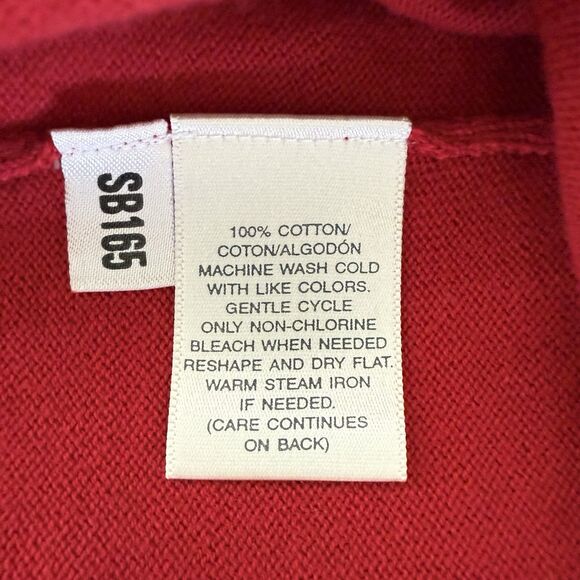 SB165
100% COTTON/
COTON/ALGODÓN
MACHINE WASH COLD
WITH LIKE COLORS.
GENTLE CYCLE
ONLY NON-CHLORINE
BLEACH WHEN NEEDED
RESHAPE AND DRY FLAT.
WARM STEAM IRON
IF NEEDED.
(CARE CONTINUES
ON BACK)